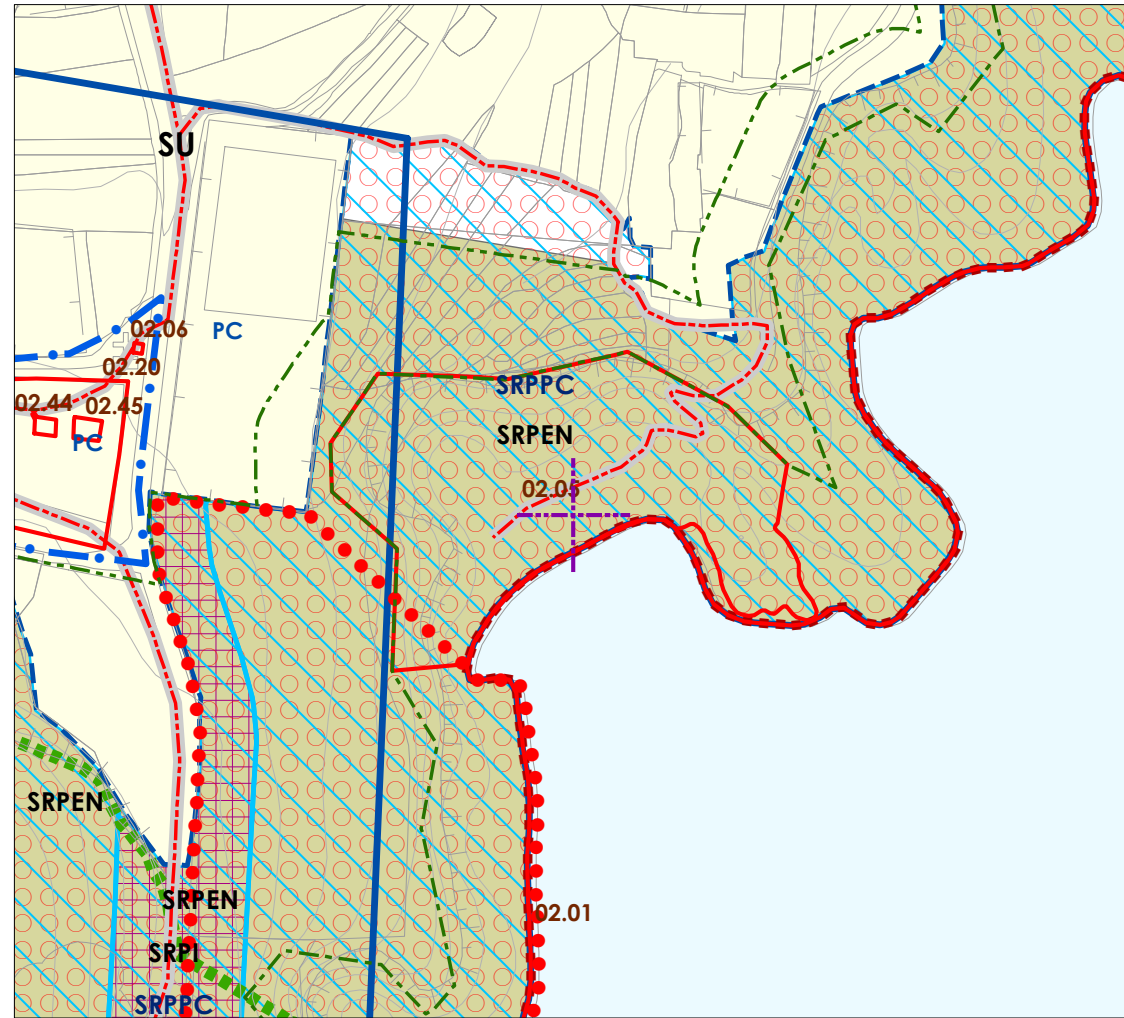 SU
02.06
PC
02.20
02.44
02.45
PC
SRPPC
SRPEN
02.05
SRPEN
SRPEN
02.01
SRPI
SRPPC